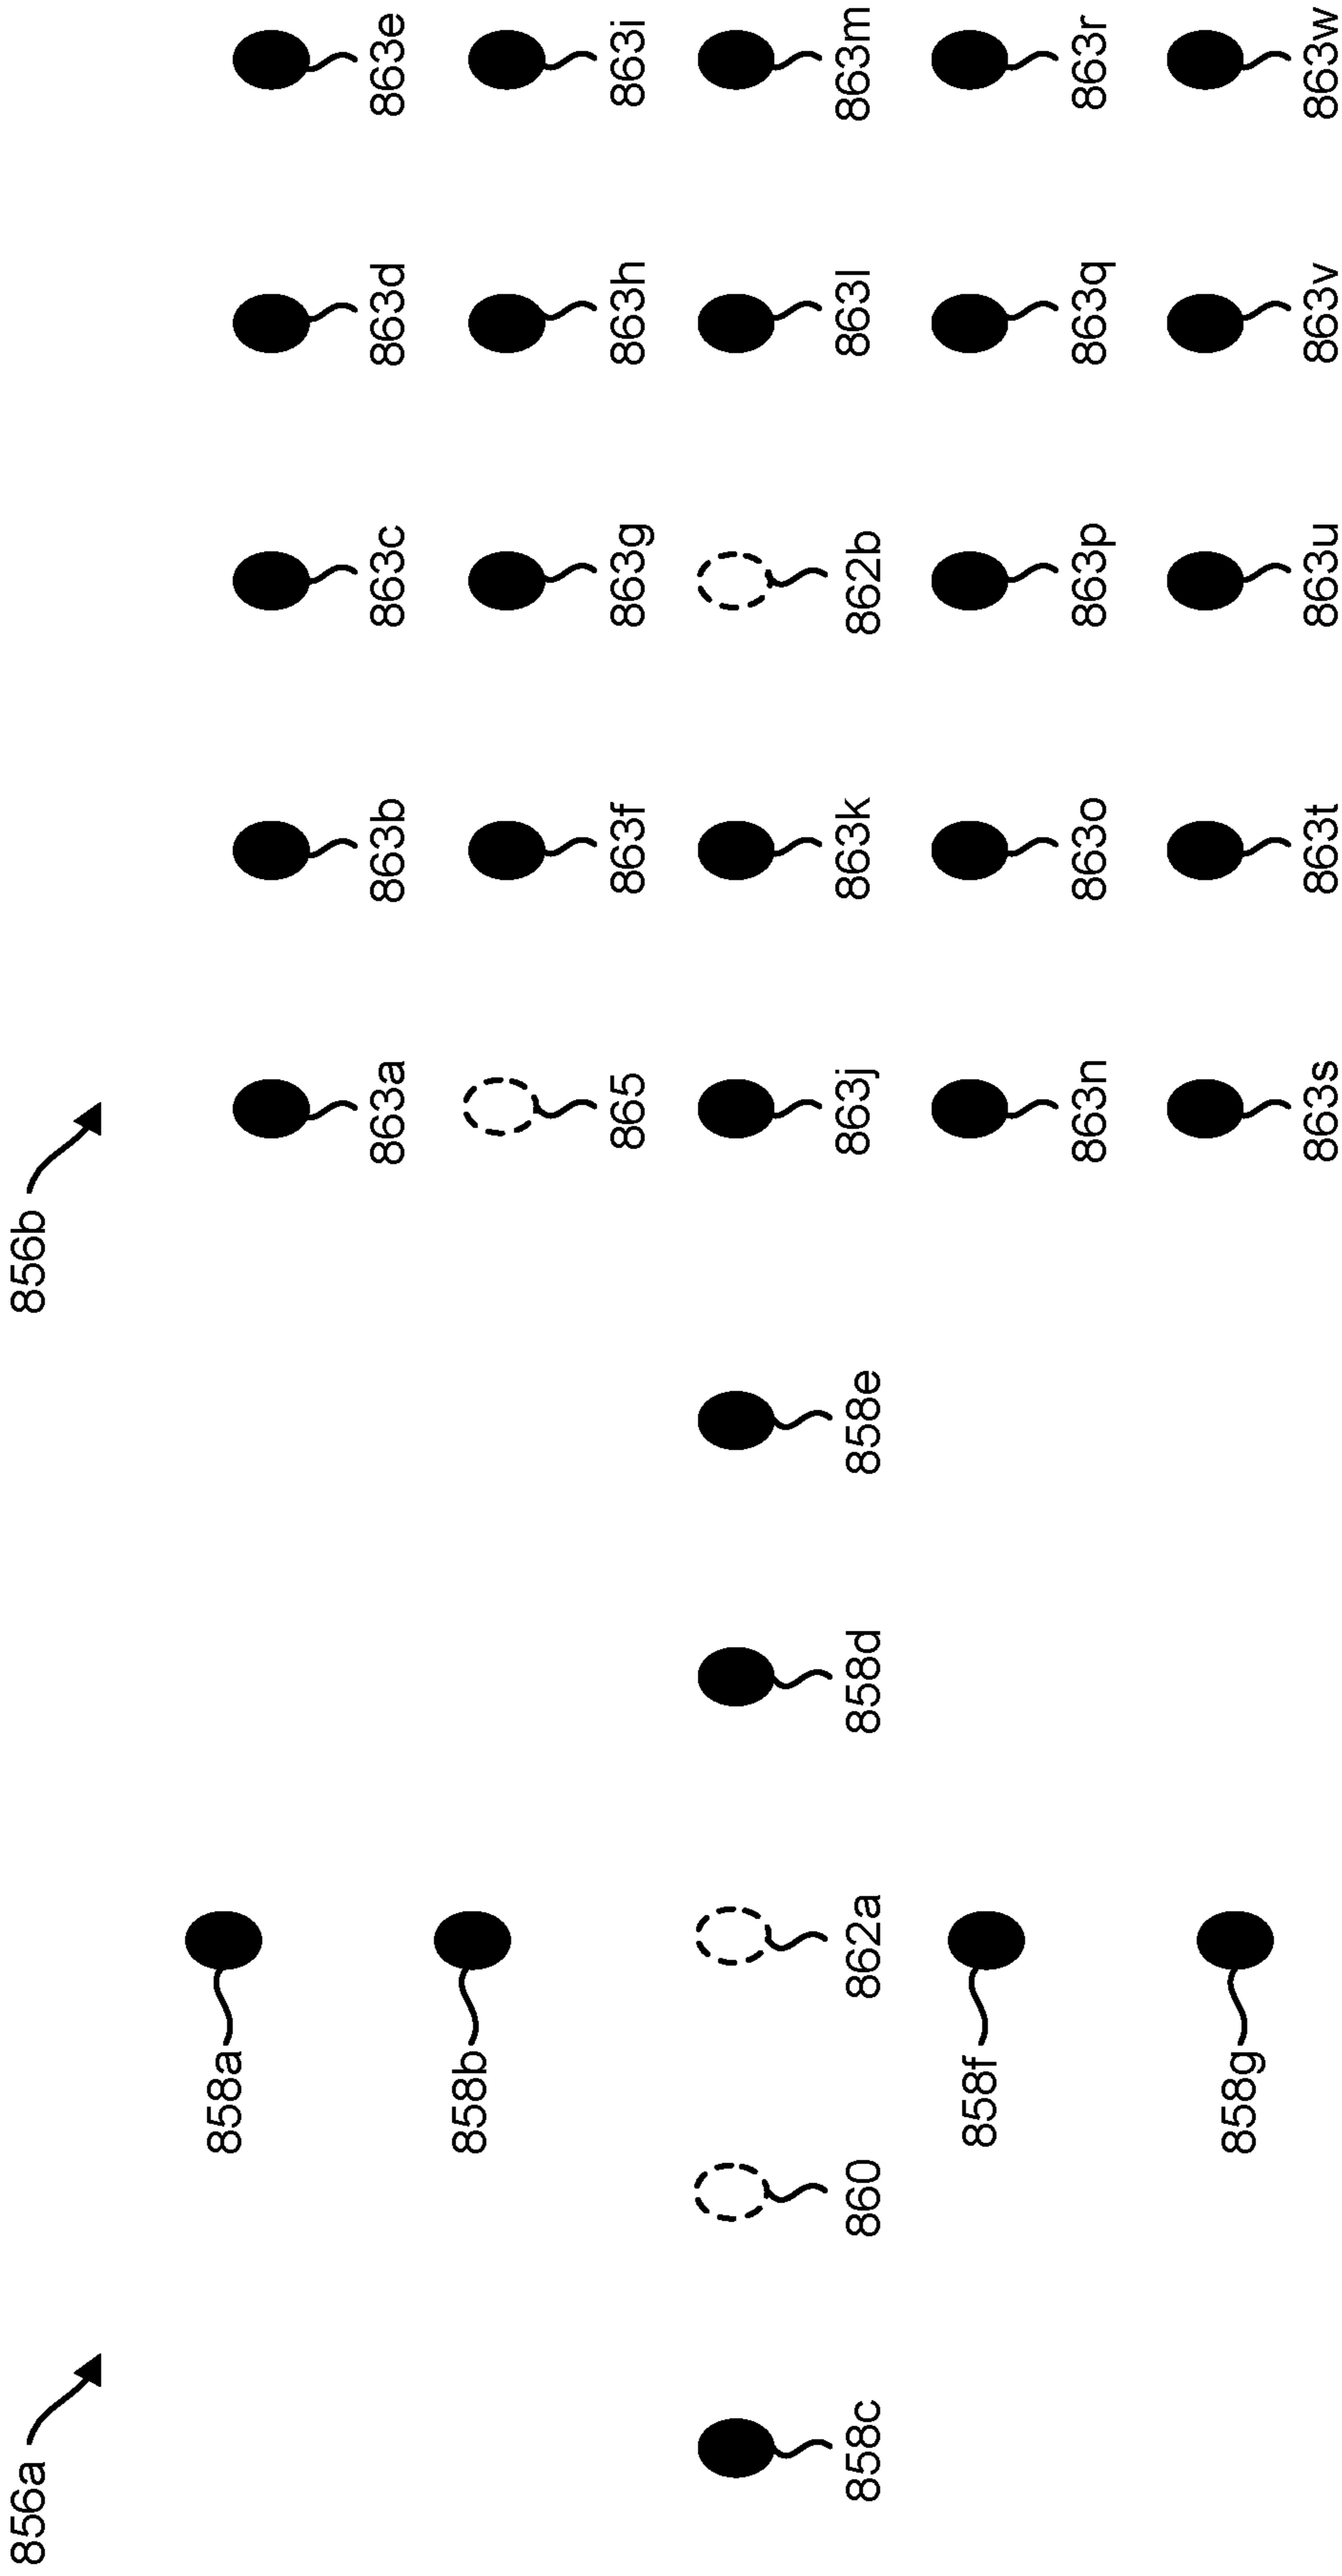 856a 856b
858a
863a 863b 863c 863d 863e
858b
865 863f 863g 863h 863i
858c 860 862a 858d 858e 863j 863k 862b 863l 863m
858f
863n 863o 863p 863q 863r
858g
863s 863t 863u 863v 863w